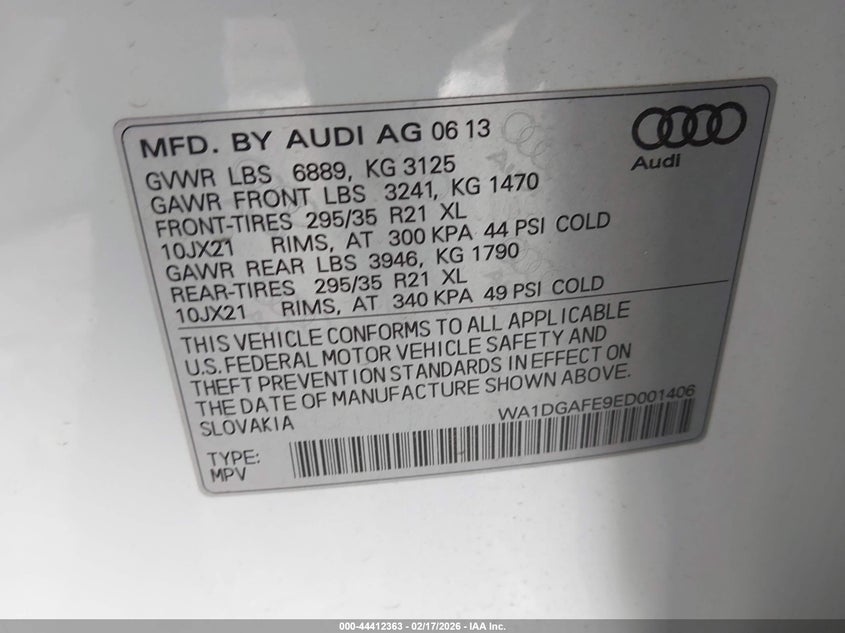 MFD. BY AUDI AG 06 13
Audi
GVWR LBS 6889, KG 3125
GAWR FRONT LBS 3241, KG 1470
FRONT-TIRES 295/35 R21 XL
10JX21 RIMS, AT 300 KPA 44 PSI COLD
GAWR REAR LBS 3946, KG 1790
REAR-TIRES 295/35 R21 XL
10JX21 RIMS, AT 340 KPA 49 PSI COLD
THIS VEHICLE CONFORMS TO ALL APPLICABLE
U.S. FEDERAL MOTOR VEHICLE SAFETY AND
THEFT PREVENTION STANDARDS IN EFFECT ON
THE DATE OF MANUFACTURE SHOWN ABOVE.
SLOVAKIA
WA1DGAFE9ED001406
TYPE:
MPV
000-44412363 - 02/17/2026 - IAA Inc.